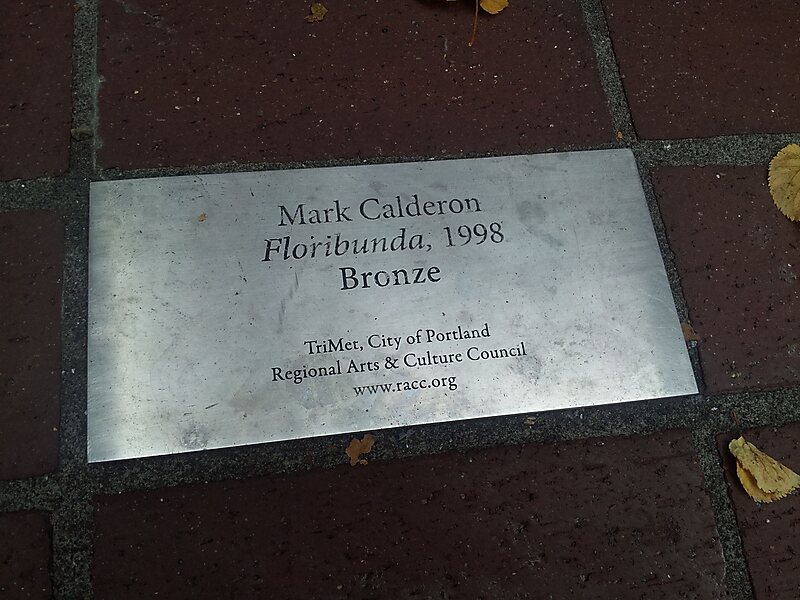 Mark Calderon
Floribunda, 1998
Bronze
TriMet, City of Portland
Regional Arts & Culture Council
www.racc.org